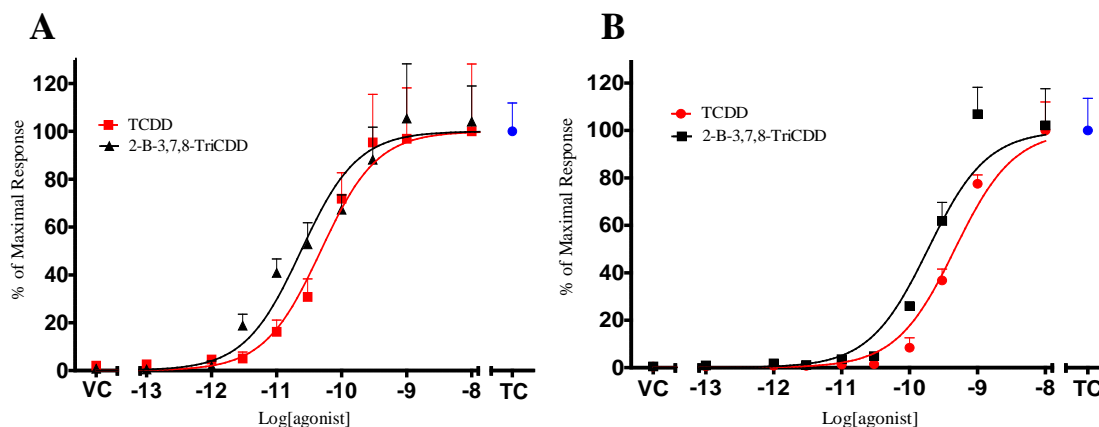 A
120
100
80
60
40
20
0
% of Maximal Response
TCDD
2-B-3,7,8-TriCDD
VC -13 -12 -11 -10 -9 -8 TC
Log[agonist]
B
120
100
80
60
40
20
0
% of Maximal Response
TCDD
2-B-3,7,8-TriCDD
VC -13 -12 -11 -10 -9 -8 TC
Log[agonist]